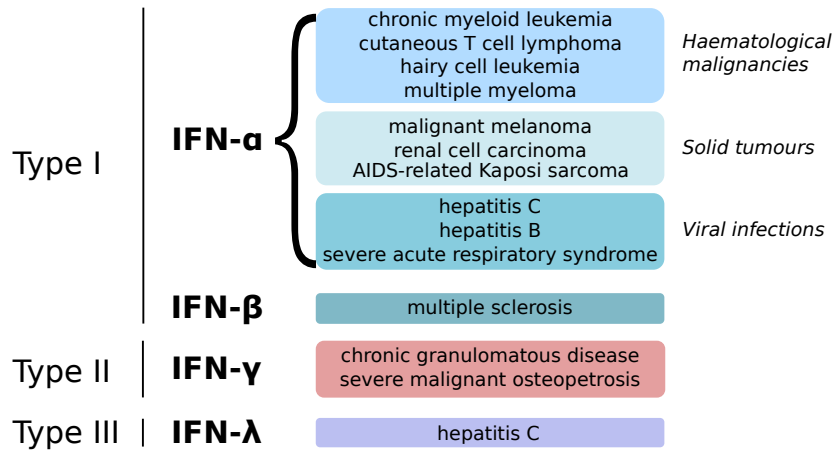 Type I
IFN-α
chronic myeloid leukemia
cutaneous T cell lymphoma
hairy cell leukemia
multiple myeloma
Haematological
malignancies
malignant melanoma
renal cell carcinoma
AIDS-related Kaposi sarcoma
Solid tumours
hepatitis C
hepatitis B
severe acute respiratory syndrome
Viral infections
IFN-β
multiple sclerosis
Type II
IFN-γ
chronic granulomatous disease
severe malignant osteopetrosis
Type III
IFN-λ
hepatitis C